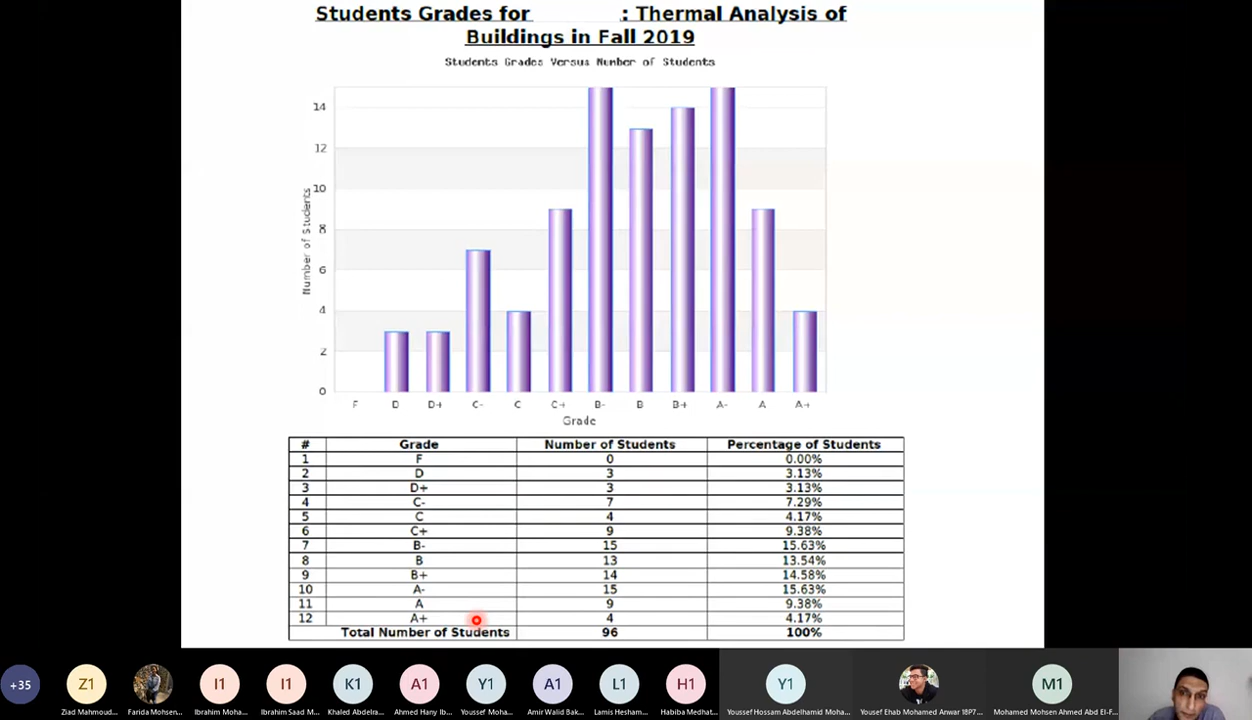 Students Grades for : Thermal Analysis of
Buildings in Fall 2019
Students Grades Versus Number of Students
14
12
10
8
6
4
2
0
Number of Students
F D D+ C- C C+ B- B B+ A- A A+
Grade
# Grade Number of Students Percentage of Students
1 F 0 0.00%
2 D 3 3.13%
3 D+ 3 3.13%
4 C- 7 7.29%
5 C 4 4.17%
6 C+ 9 9.38%
7 B- 15 15.63%
8 B 13 13.54%
9 B+ 14 14.58%
10 A- 15 15.63%
11 A 9 9.38%
12 A+ 4 4.17%
Total Number of Students 96 100%
+35 Z1 I1 I1 K1 A1 Y1 A1 L1 H1 Y1 M1
Ziad Mahmoud... Farida Mohsen... Ibrahim Moha... Ibrahim Saad M... Khaled Abdelra... Ahmed Hany Ib... Youssef Moha... Amir Walid Bak... Lamis Hesham... Habiba Medhat... Youssef Hossam Abdelhamid Moha... Yousef Ehab Mohamed Anwar 18P7... Mohamed Mohsen Ahmed Abd El-F...